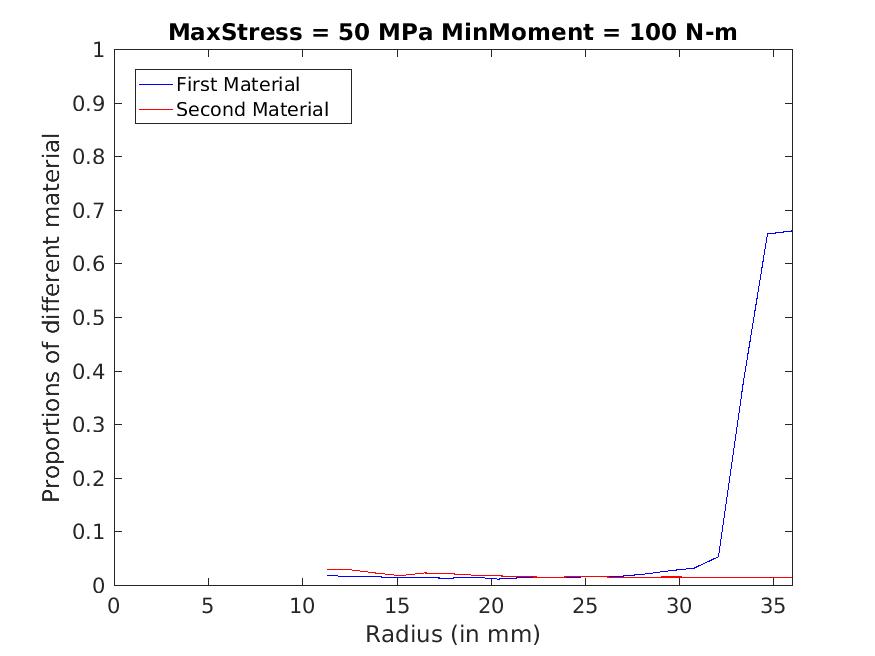 MaxStress = 50 MPa MinMoment = 100 N-m
1
First Material
Second Material
0.9
0.8
0.7
0.6
0.5
0.4
0.3
0.2
0.1
0
Proportions of different material
0 5 10 15 20 25 30 35
Radius (in mm)